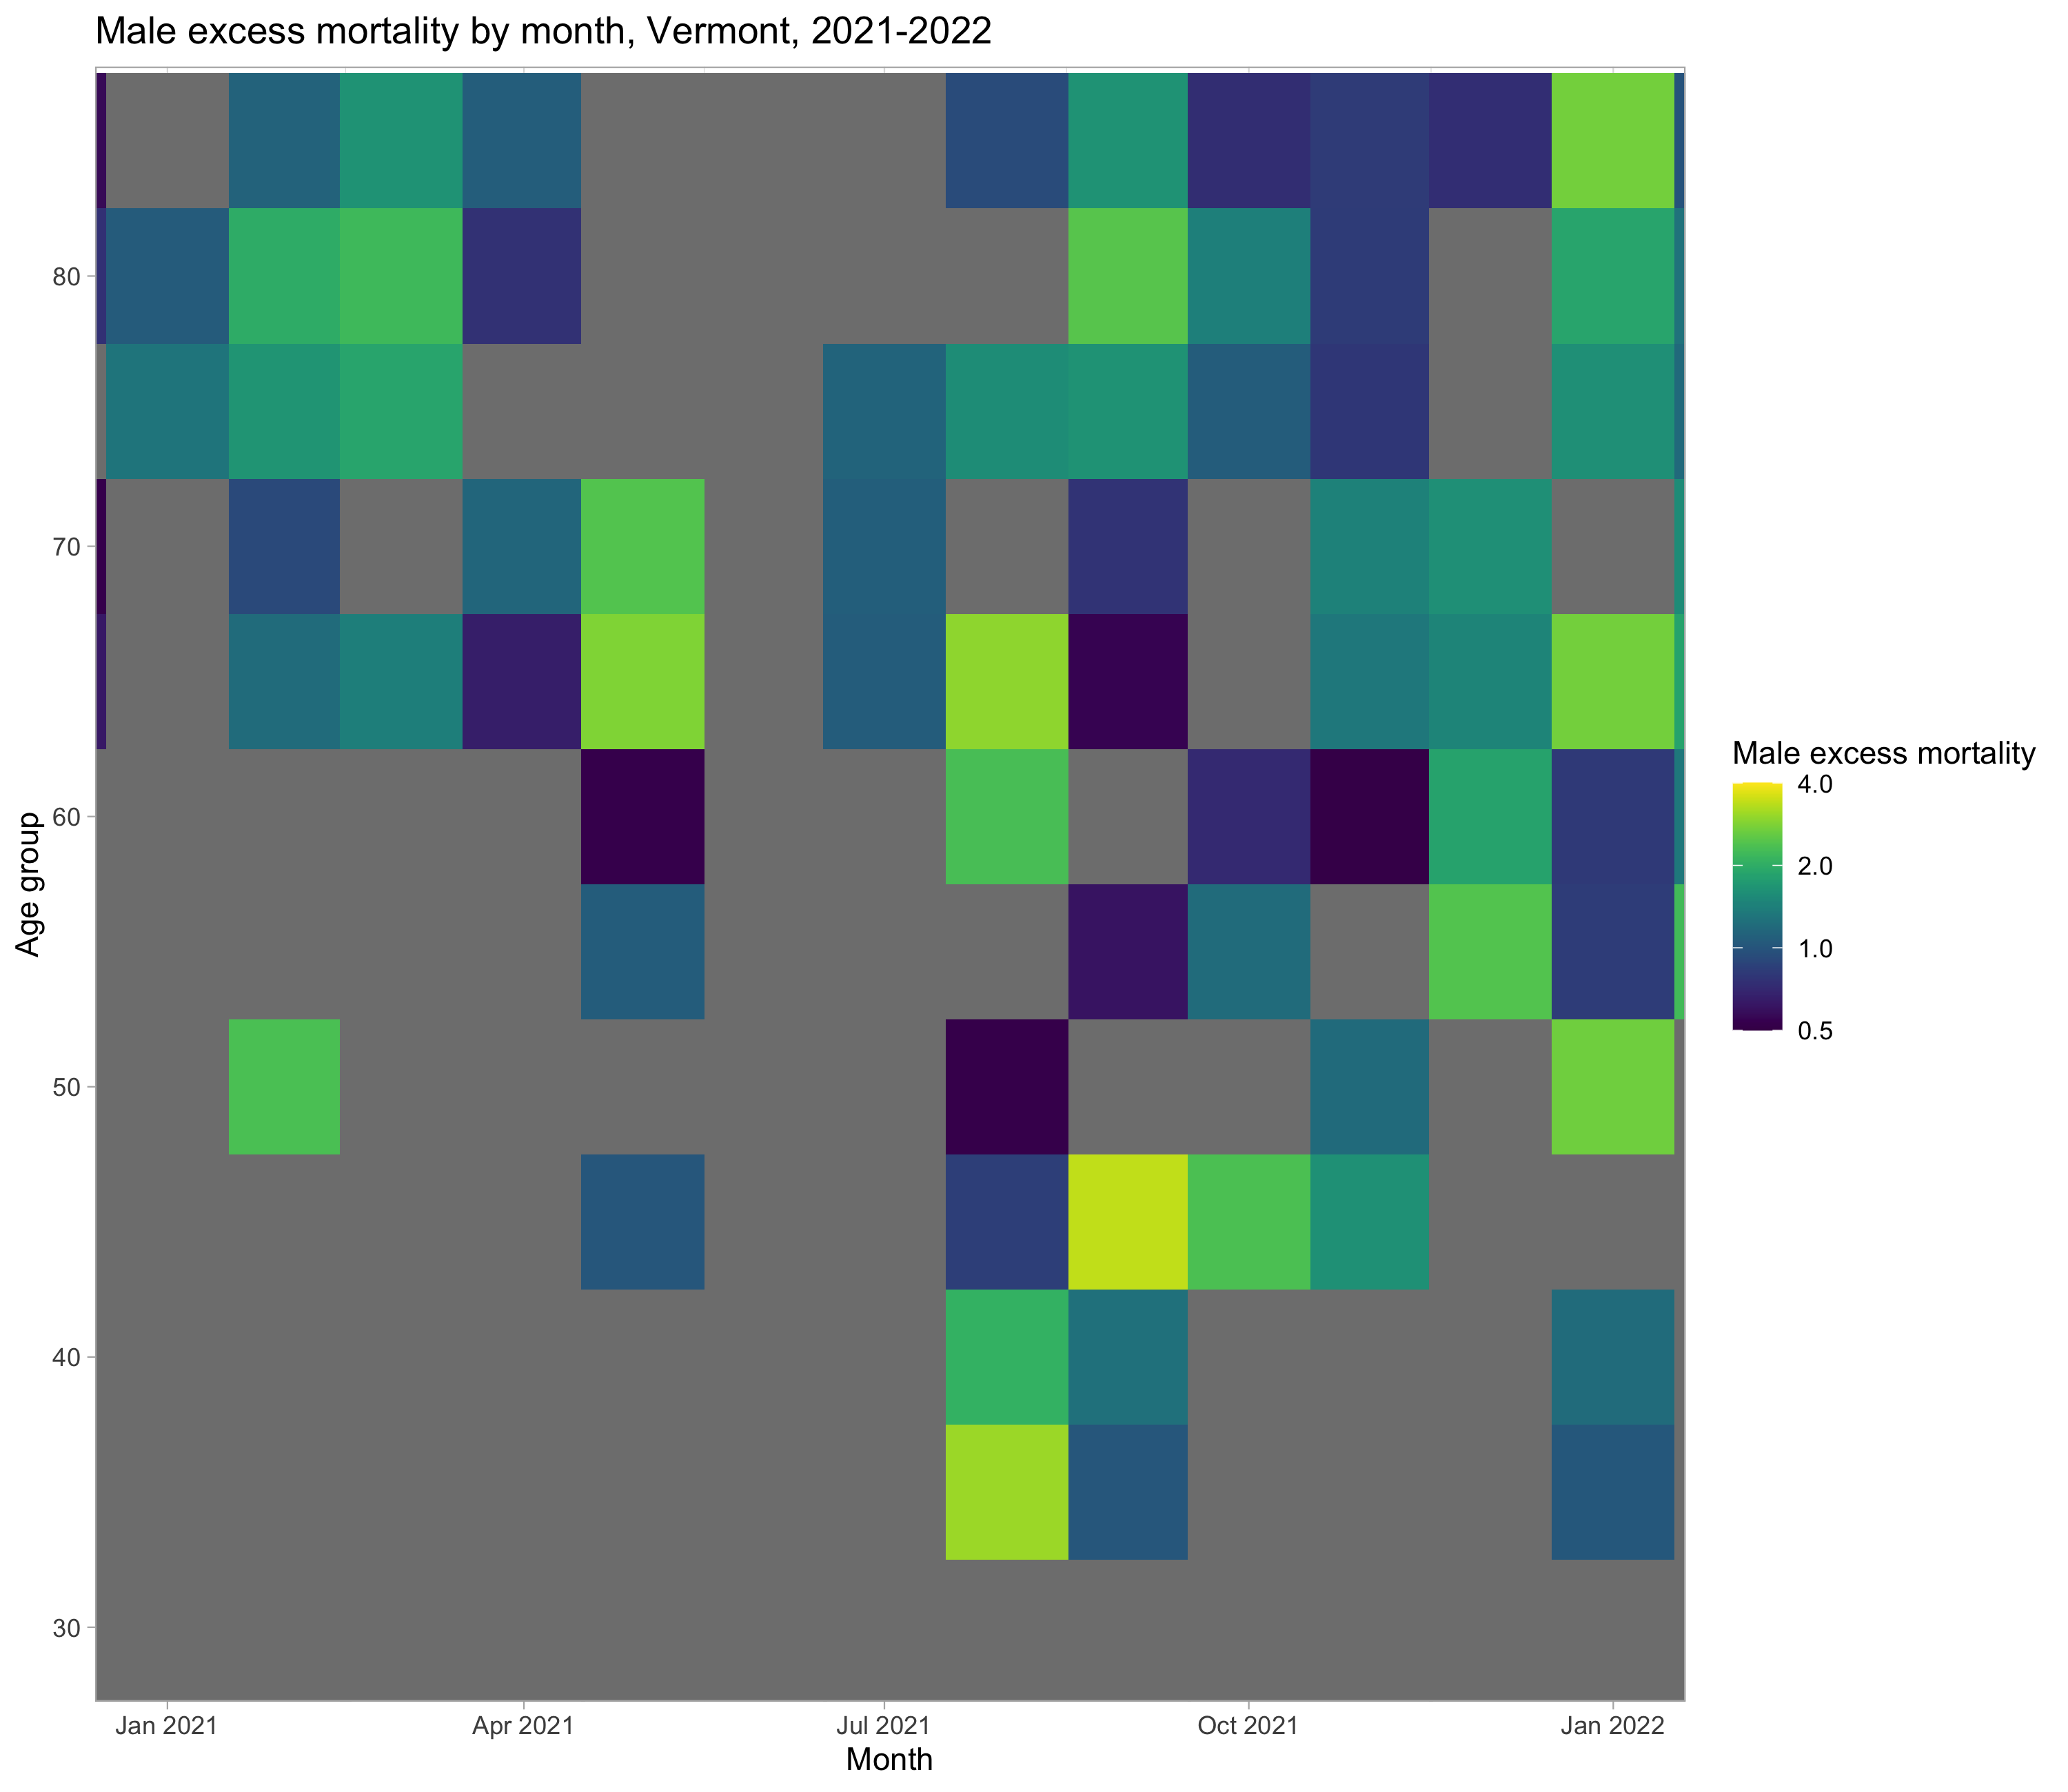 Male excess mortality by month, Vermont, 2021-2022
80
70
60
50
40
30
Age group
Jan 2021
Apr 2021
Jul 2021
Oct 2021
Jan 2022
Month
Male excess mortality
4.0
2.0
1.0
0.5